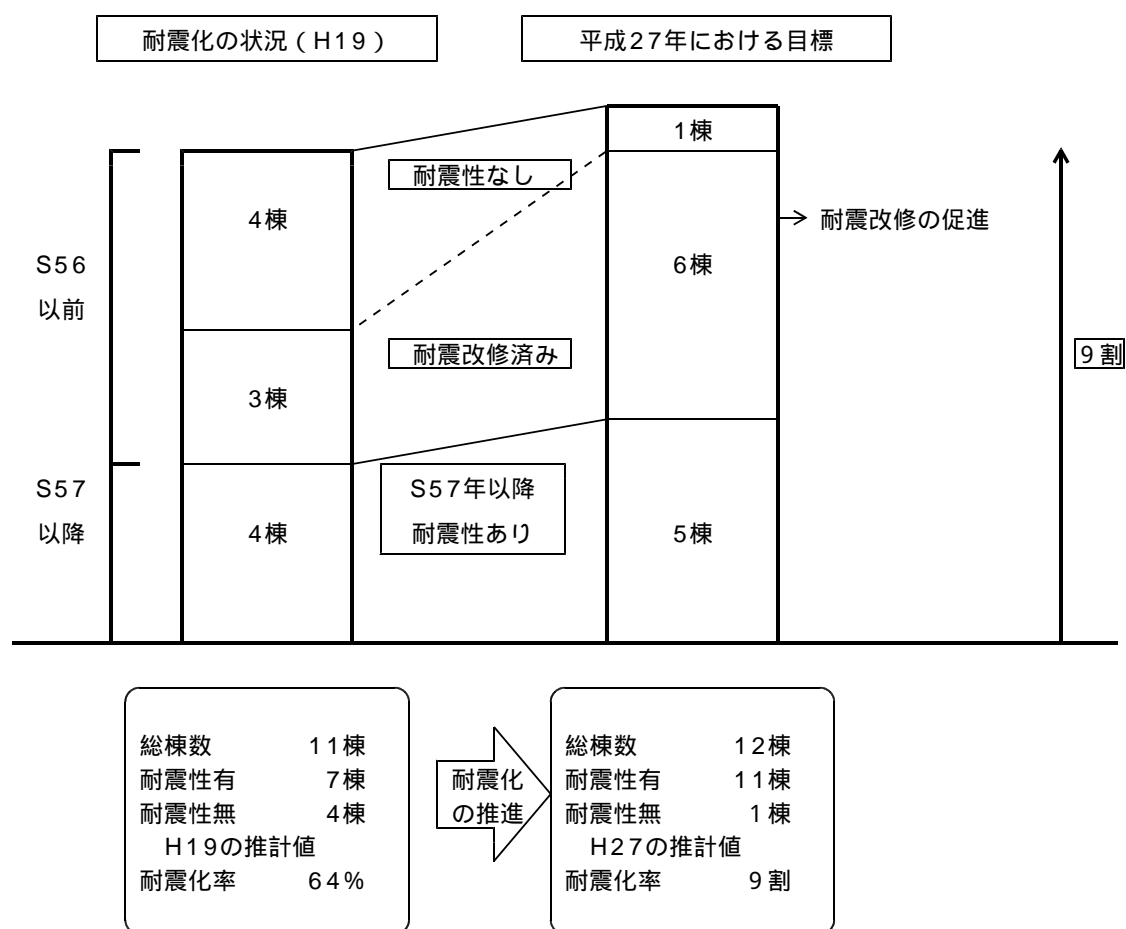 耐震化の状況(H19)
平成27年における目標
1棟
耐震性なし
4棟
耐震改修の促進
S56
以前
6棟
耐震改修済み
9割
3棟
S57
以降
S57年以降
耐震性あり
4棟
5棟
総棟数 11棟
耐震性有 7棟
耐震性無 4棟
H19の推計値
耐震化率 64%
耐震化
の推進
総棟数 12棟
耐震性有 11棟
耐震性無 1棟
H27の推計値
耐震化率 9割